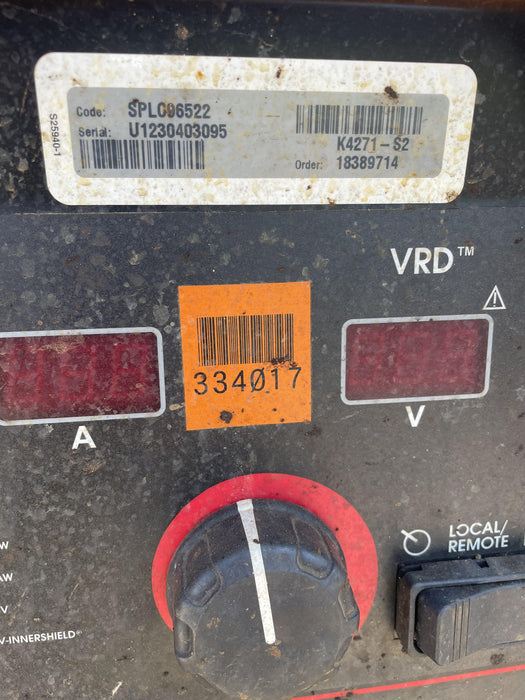 S25940-1
Code: SPLC06522
Serial: U1230403095
K4271-S2
Order: 18389714
VRD™
334017
A
V
LOCAL/
REMOTE
W
AW
V
V-INNERSHIELD®